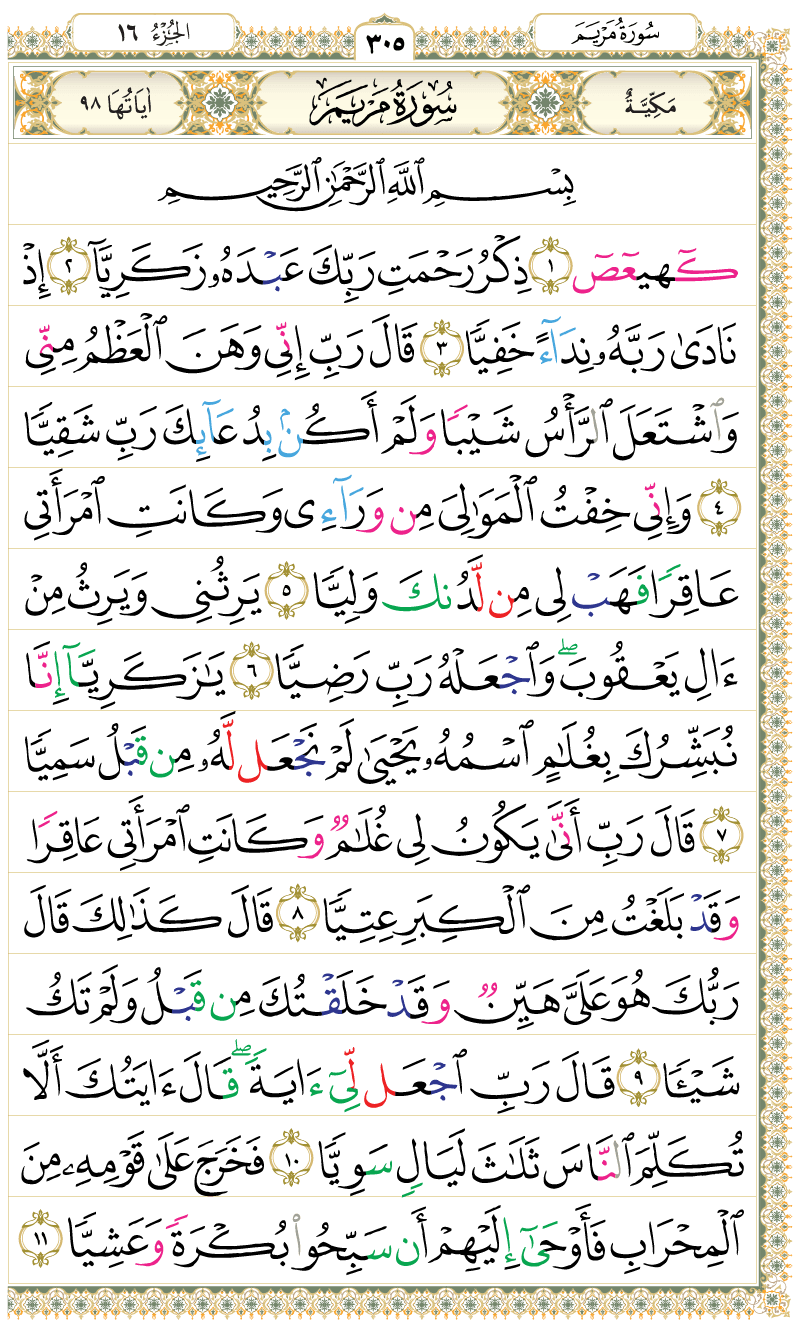 سُورَةُ مَرْيَمَ ٣٠٥ الجُزْءُ ١٦
مَكِّيَّةٌ سُورَةُ مَرْيَمَ اٰيَاتُهَا ٩٨
بِسْمِ ٱللَّهِ ٱلرَّحْمَٰنِ ٱلرَّحِيمِ
كٓهيعٓصٓ ١ ذِكْرُ رَحْمَتِ رَبِّكَ عَبْدَهُۥ زَكَرِيَّآ ٢ إِذْ
نَادَىٰ رَبَّهُۥ نِدَآءً خَفِيًّا ٣ قَالَ رَبِّ إِنِّى وَهَنَ ٱلْعَظْمُ مِنِّى
وَٱشْتَعَلَ ٱلرَّأْسُ شَيْبًا وَلَمْ أَكُنۢ بِدُعَآئِكَ رَبِّ شَقِيًّا
٤ وَإِنِّى خِفْتُ ٱلْمَوَٰلِىَ مِن وَرَآءِى وَكَانَتِ ٱمْرَأَتِى
عَاقِرًا فَهَبْ لِى مِن لَّدُنكَ وَلِيًّا ٥ يَرِثُنِى وَيَرِثُ مِنْ
ءَالِ يَعْقُوبَ ۖ وَٱجْعَلْهُ رَبِّ رَضِيًّا ٦ يَٰزَكَرِيَّآ إِنَّا
نُبَشِّرُكَ بِغُلَٰمٍ ٱسْمُهُۥ يَحْيَىٰ لَمْ نَجْعَل لَّهُۥ مِن قَبْلُ سَمِيًّا
٧ قَالَ رَبِّ أَنَّىٰ يَكُونُ لِى غُلَٰمٌ وَكَانَتِ ٱمْرَأَتِى عَاقِرًا
وَقَدْ بَلَغْتُ مِنَ ٱلْكِبَرِ عِتِيًّا ٨ قَالَ كَذَٰلِكَ قَالَ
رَبُّكَ هُوَ عَلَىَّ هَيِّنٌ وَقَدْ خَلَقْتُكَ مِن قَبْلُ وَلَمْ تَكُ
شَيْـًٔا ٩ قَالَ رَبِّ ٱجْعَل لِّىٓ ءَايَةً ۖ قَالَ ءَايَتُكَ أَلَّا
تُكَلِّمَ ٱلنَّاسَ ثَلَٰثَ لَيَالٍ سَوِيًّا ١٠ فَخَرَجَ عَلَىٰ قَوْمِهِۦ مِنَ
ٱلْمِحْرَابِ فَأَوْحَىٰٓ إِلَيْهِمْ أَن سَبِّحُوا۟ بُكْرَةً وَعَشِيًّا ١١